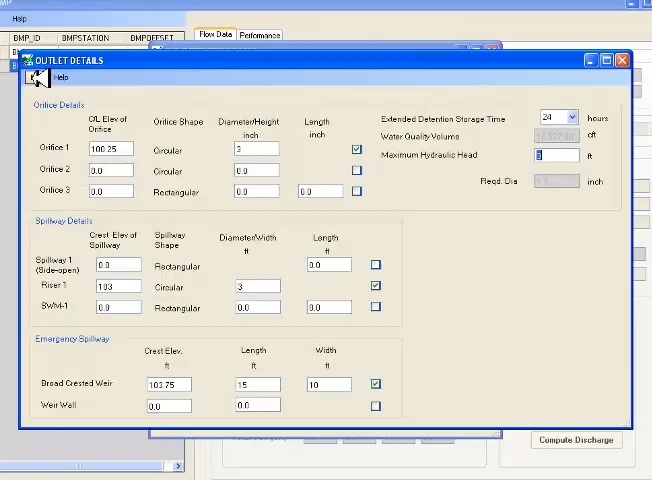 MP
Help
BMP_ID BMPSTATION BMPOFFSET
Flow Data Performance
OUTLET DETAILS
Help
Orifice Details
C/L Elev of Orifice Orifice Shape Diameter/Height inch Length inch
Orifice 1 100.25 Circular 3
Orifice 2 0.0 Circular 0.0
Orifice 3 0.0 Rectangular 0.0 0.0
Extended Detention Storage Time 24 hours
Water Quality Volume cft
Maximum Hydraulic Head ft
Reqd. Dia inch
Spillway Details
Crest Elev of Spillway Spillway Shape Diameter/Width ft Length ft
Spillway 1 (Side-open) 0.0 Rectangular 0.0
Riser 1 103 Circular 3
BWM-1 0.0 Rectangular 0.0 0.0
Emergency Spillway
Crest Elev. ft Length ft Width ft
Broad Crested Weir 103.75 15 10
Weir Wall 0.0 0.0
Compute Discharge